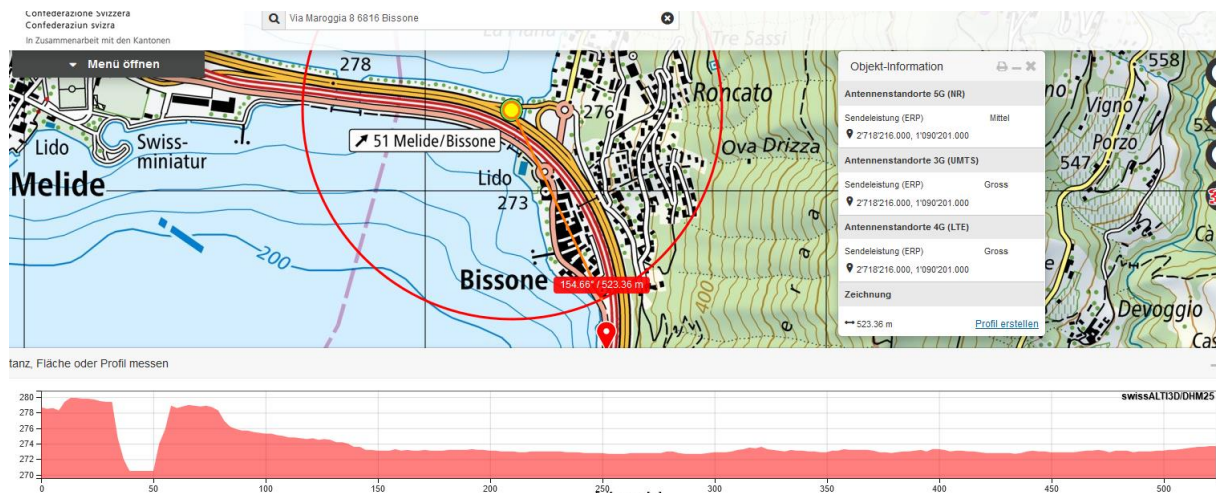 Confederazione Svizzera
Confederaziun svizra
In Zusammenarbeit mit den Kantonen
Via Maroggia 8 6816 Bissone
Menü öffnen
La Plana
Tre Sassi
278
276
Roncato
51 Melide/Bissone
Ova Drizza
Lido
Swiss-
miniatur
Melide
Lido
273
200
Bissone
154.66° / 523.36 m
400
Objekt-Information
Antennenstandorte 5G (NR)
Sendeleistung (ERP) Mittel
2'718'216.000, 1'090'201.000
Antennenstandorte 3G (UMTS)
Sendeleistung (ERP) Gross
2'718'216.000, 1'090'201.000
Antennenstandorte 4G (LTE)
Sendeleistung (ERP) Gross
2'718'216.000, 1'090'201.000
Zeichnung
523.36 m Profil erstellen
558
Vigno
Porzo
547
Devoggio
tanz, Fläche oder Profil messen
swissALTI3D/DHM25
280
278
276
274
272
270
0 50 100 150 200 250 300 350 400 450 500